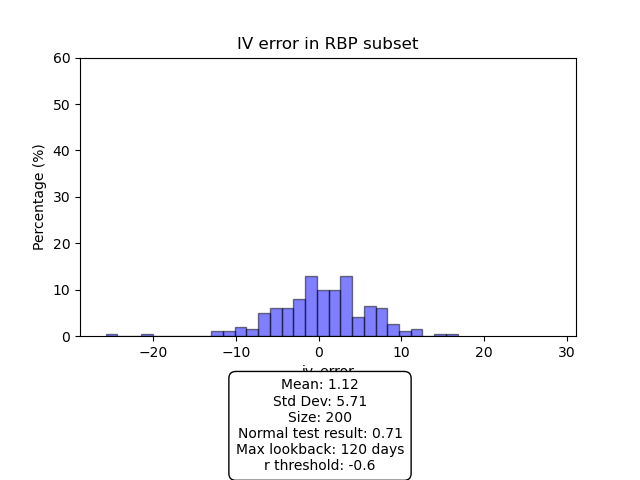 IV error in RBP subset
60
50
40
30
20
10
0
Percentage (%)
−20
−10
0
10
20
30
iv_error
Mean: 1.12
Std Dev: 5.71
Size: 200
Normal test result: 0.71
Max lookback: 120 days
r threshold: -0.6